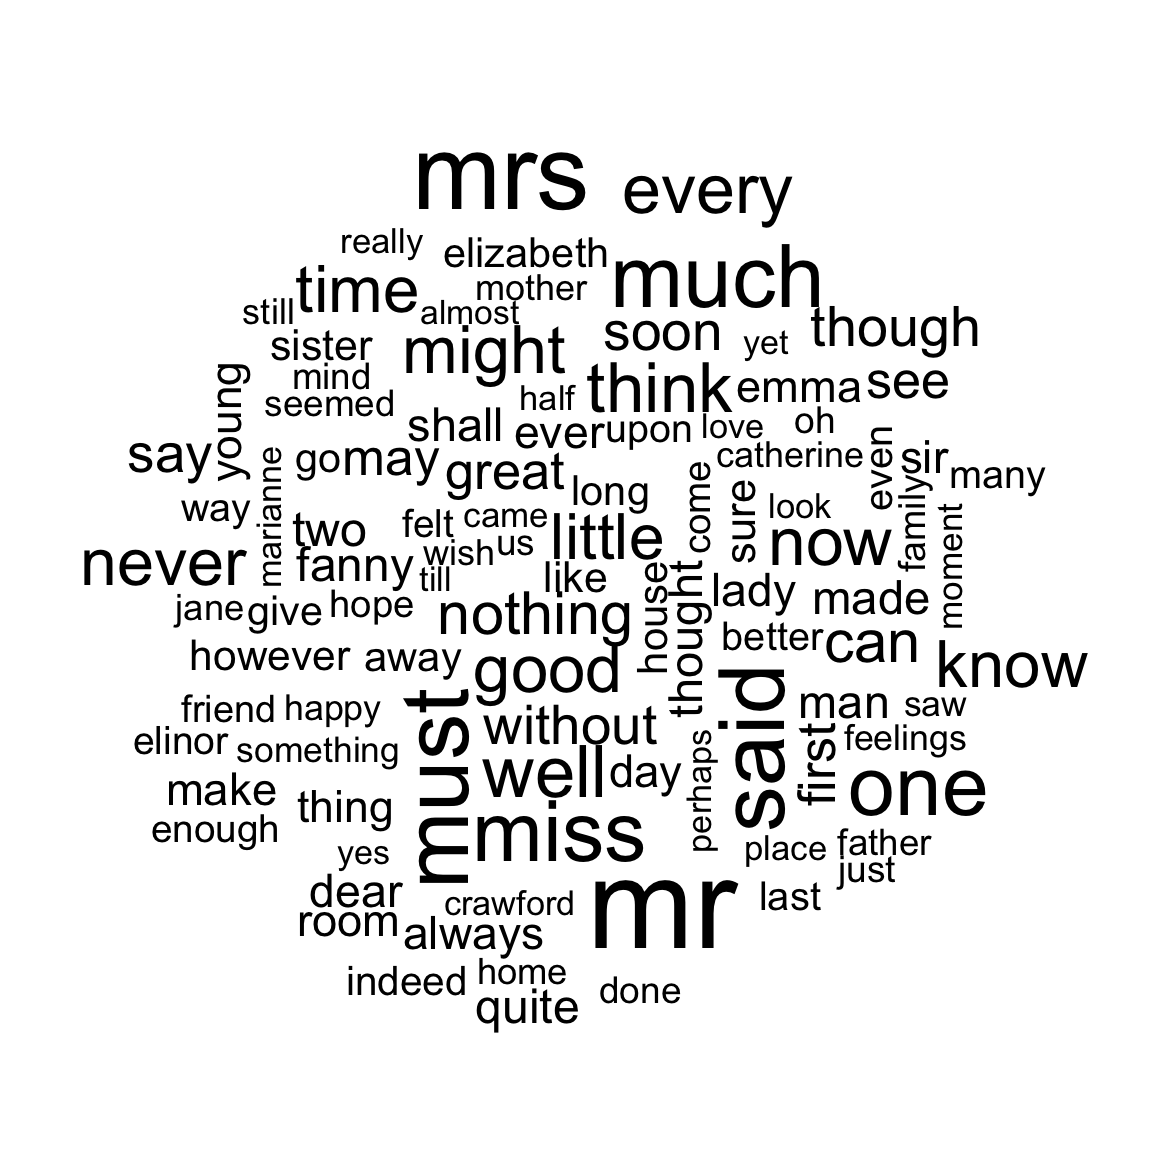 mrs every
really elizabeth much
time mother
still almost soon though
sister might yet
mind think emma see
seemed half
young shall ever upon love oh
say go may great catherine even sir many
marianne long come sure look family
way two felt came little now moment
never fanny wish us
till like house thought lady made
jane give hope nothing
however away good better can know
friend happy must said man saw
elinor something without perhaps first feelings
make well day one
enough thing miss
yes place father
just
dear crawford mr last
room always
indeed home done
quite